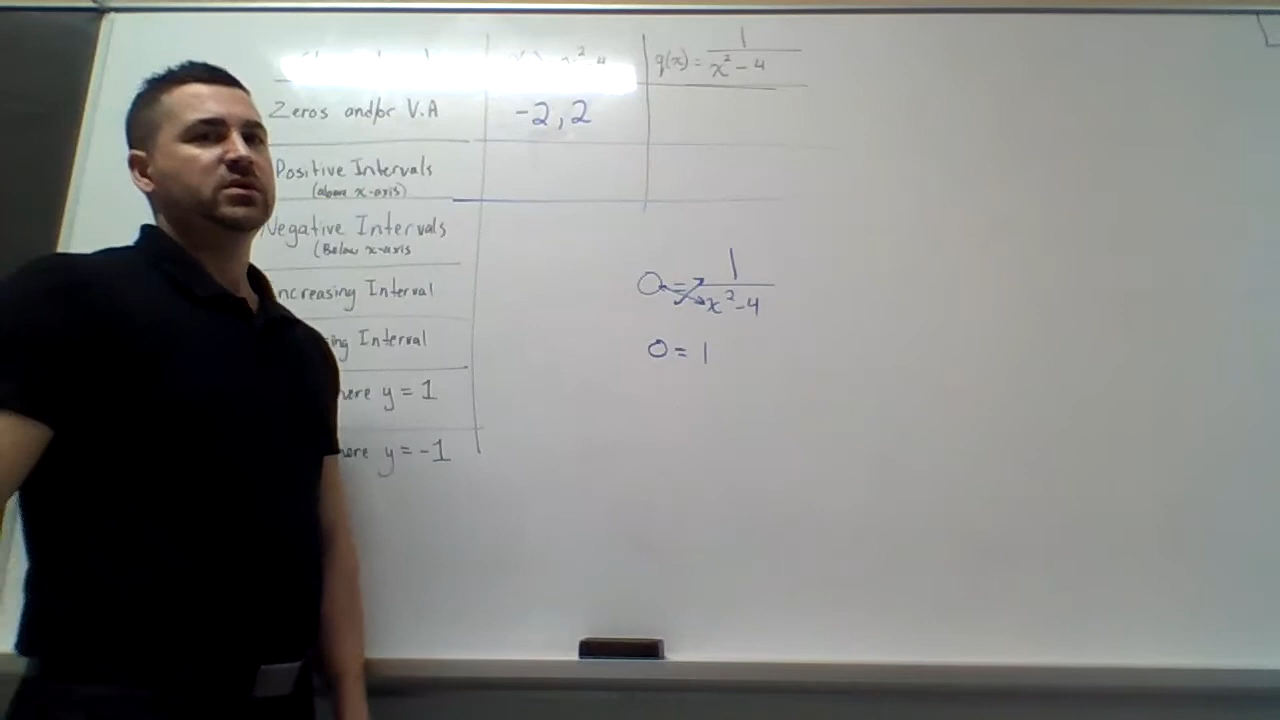 q(x) = 1/(x² - 4)
Zeros and/or V.A
-2, 2
Positive Intervals
(above x-axis)
Negative Intervals
(Below x-axis
ncreasing Interval
Interval
y = 1
y = -1
0 = 1/(x² - 4)
0 = 1